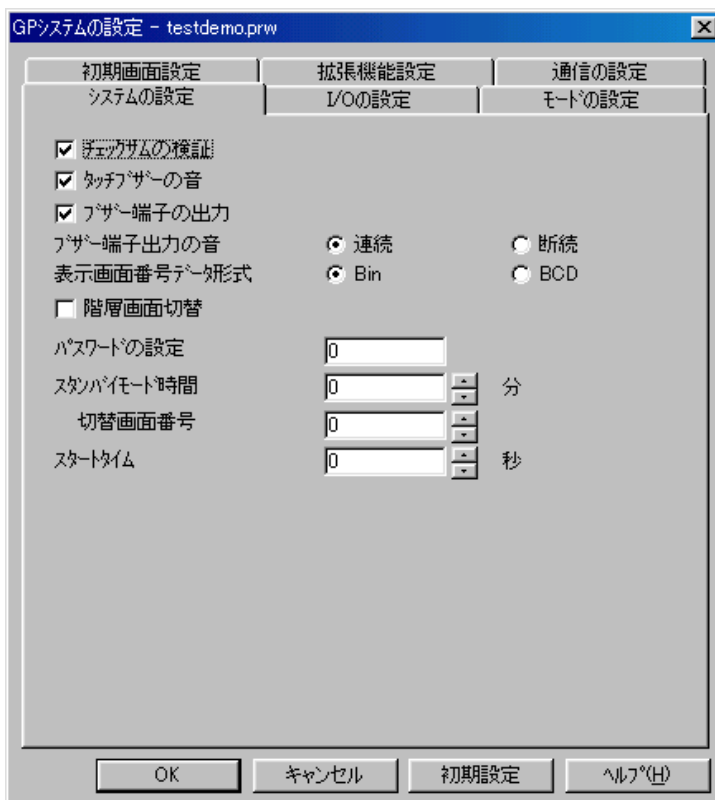 GPｼｽﾃﾑの設定 - testdemo.prw
初期画面設定 拡張機能設定 通信の設定
ｼｽﾃﾑの設定 I/Oの設定 ﾓｰﾄﾞの設定
ﾁｪｯｸｻﾑの検証
ﾀｯﾁﾌﾞｻﾞｰの音
ﾌﾞｻﾞｰ端子の出力
ﾌﾞｻﾞｰ端子出力の音 連続 断続
表示画面番号ﾃﾞｰﾀ形式 Bin BCD
階層画面切替
ﾊﾟｽﾜｰﾄﾞの設定 0
ｽﾀﾝﾊﾞｲﾓｰﾄﾞ時間 0 分
切替画面番号 0
ｽﾀｰﾄﾀｲﾑ 0 秒
OK キャンセル 初期設定 ﾍﾙﾌﾟ(H)